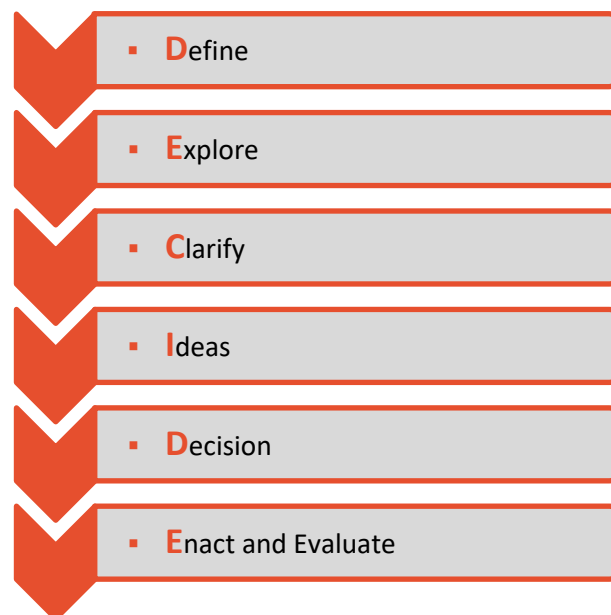 ▪ Define
▪ Explore
▪ Clarify
▪ Ideas
▪ Decision
▪ Enact and Evaluate